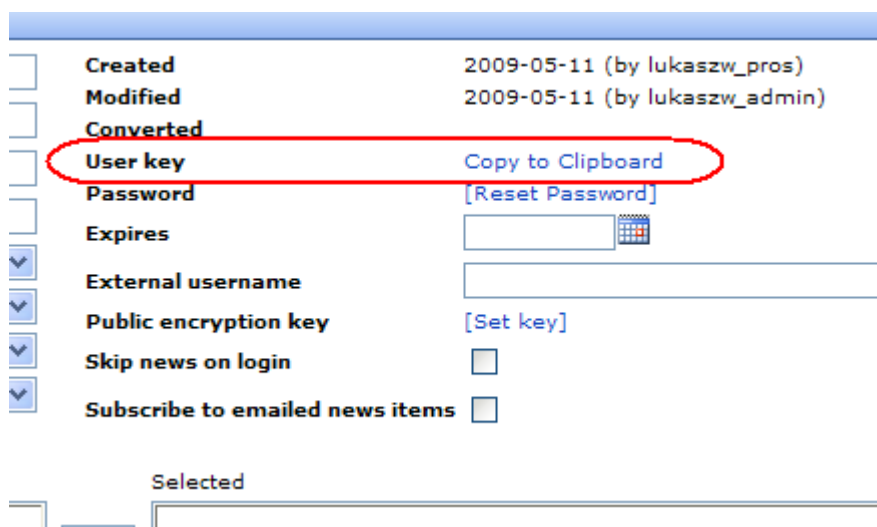 Created 2009-05-11 (by lukaszw_pros)
Modified 2009-05-11 (by lukaszw_admin)
Converted
User key Copy to Clipboard
Password [Reset Password]
Expires
External username
Public encryption key [Set key]
Skip news on login
Subscribe to emailed news items
Selected